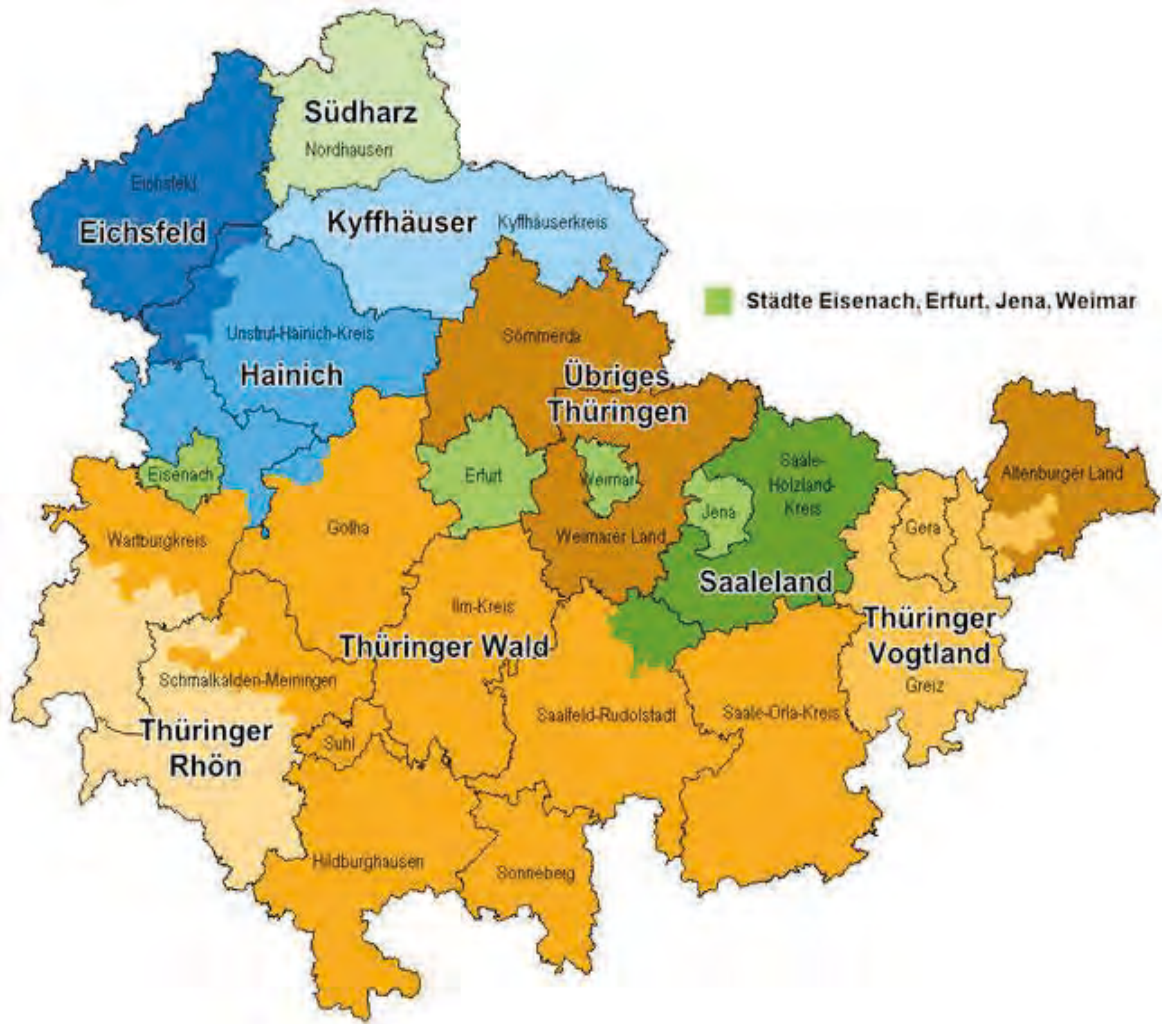 Südharz
Nordhausen
Eichsfeld
Eichsfeld
Kyffhäuser
Kyffhäuserkreis
Städte Eisenach, Erfurt, Jena, Weimar
Unstrut-Hainich-Kreis
Hainich
Sömmerda
Übriges
Thüringen
Eisenach
Erfurt
Weimar
Saale-
Holzland-
Kreis
Altenburger Land
Wartburgkreis
Gotha
Weimarer Land
Jena
Gera
Saaleland
Ilm-Kreis
Thüringer Wald
Thüringer
Vogtland
Greiz
Schmalkalden-Meiningen
Thüringer
Rhön
Suhl
Saalfeld-Rudolstadt
Saale-Orla-Kreis
Hildburghausen
Sonneberg